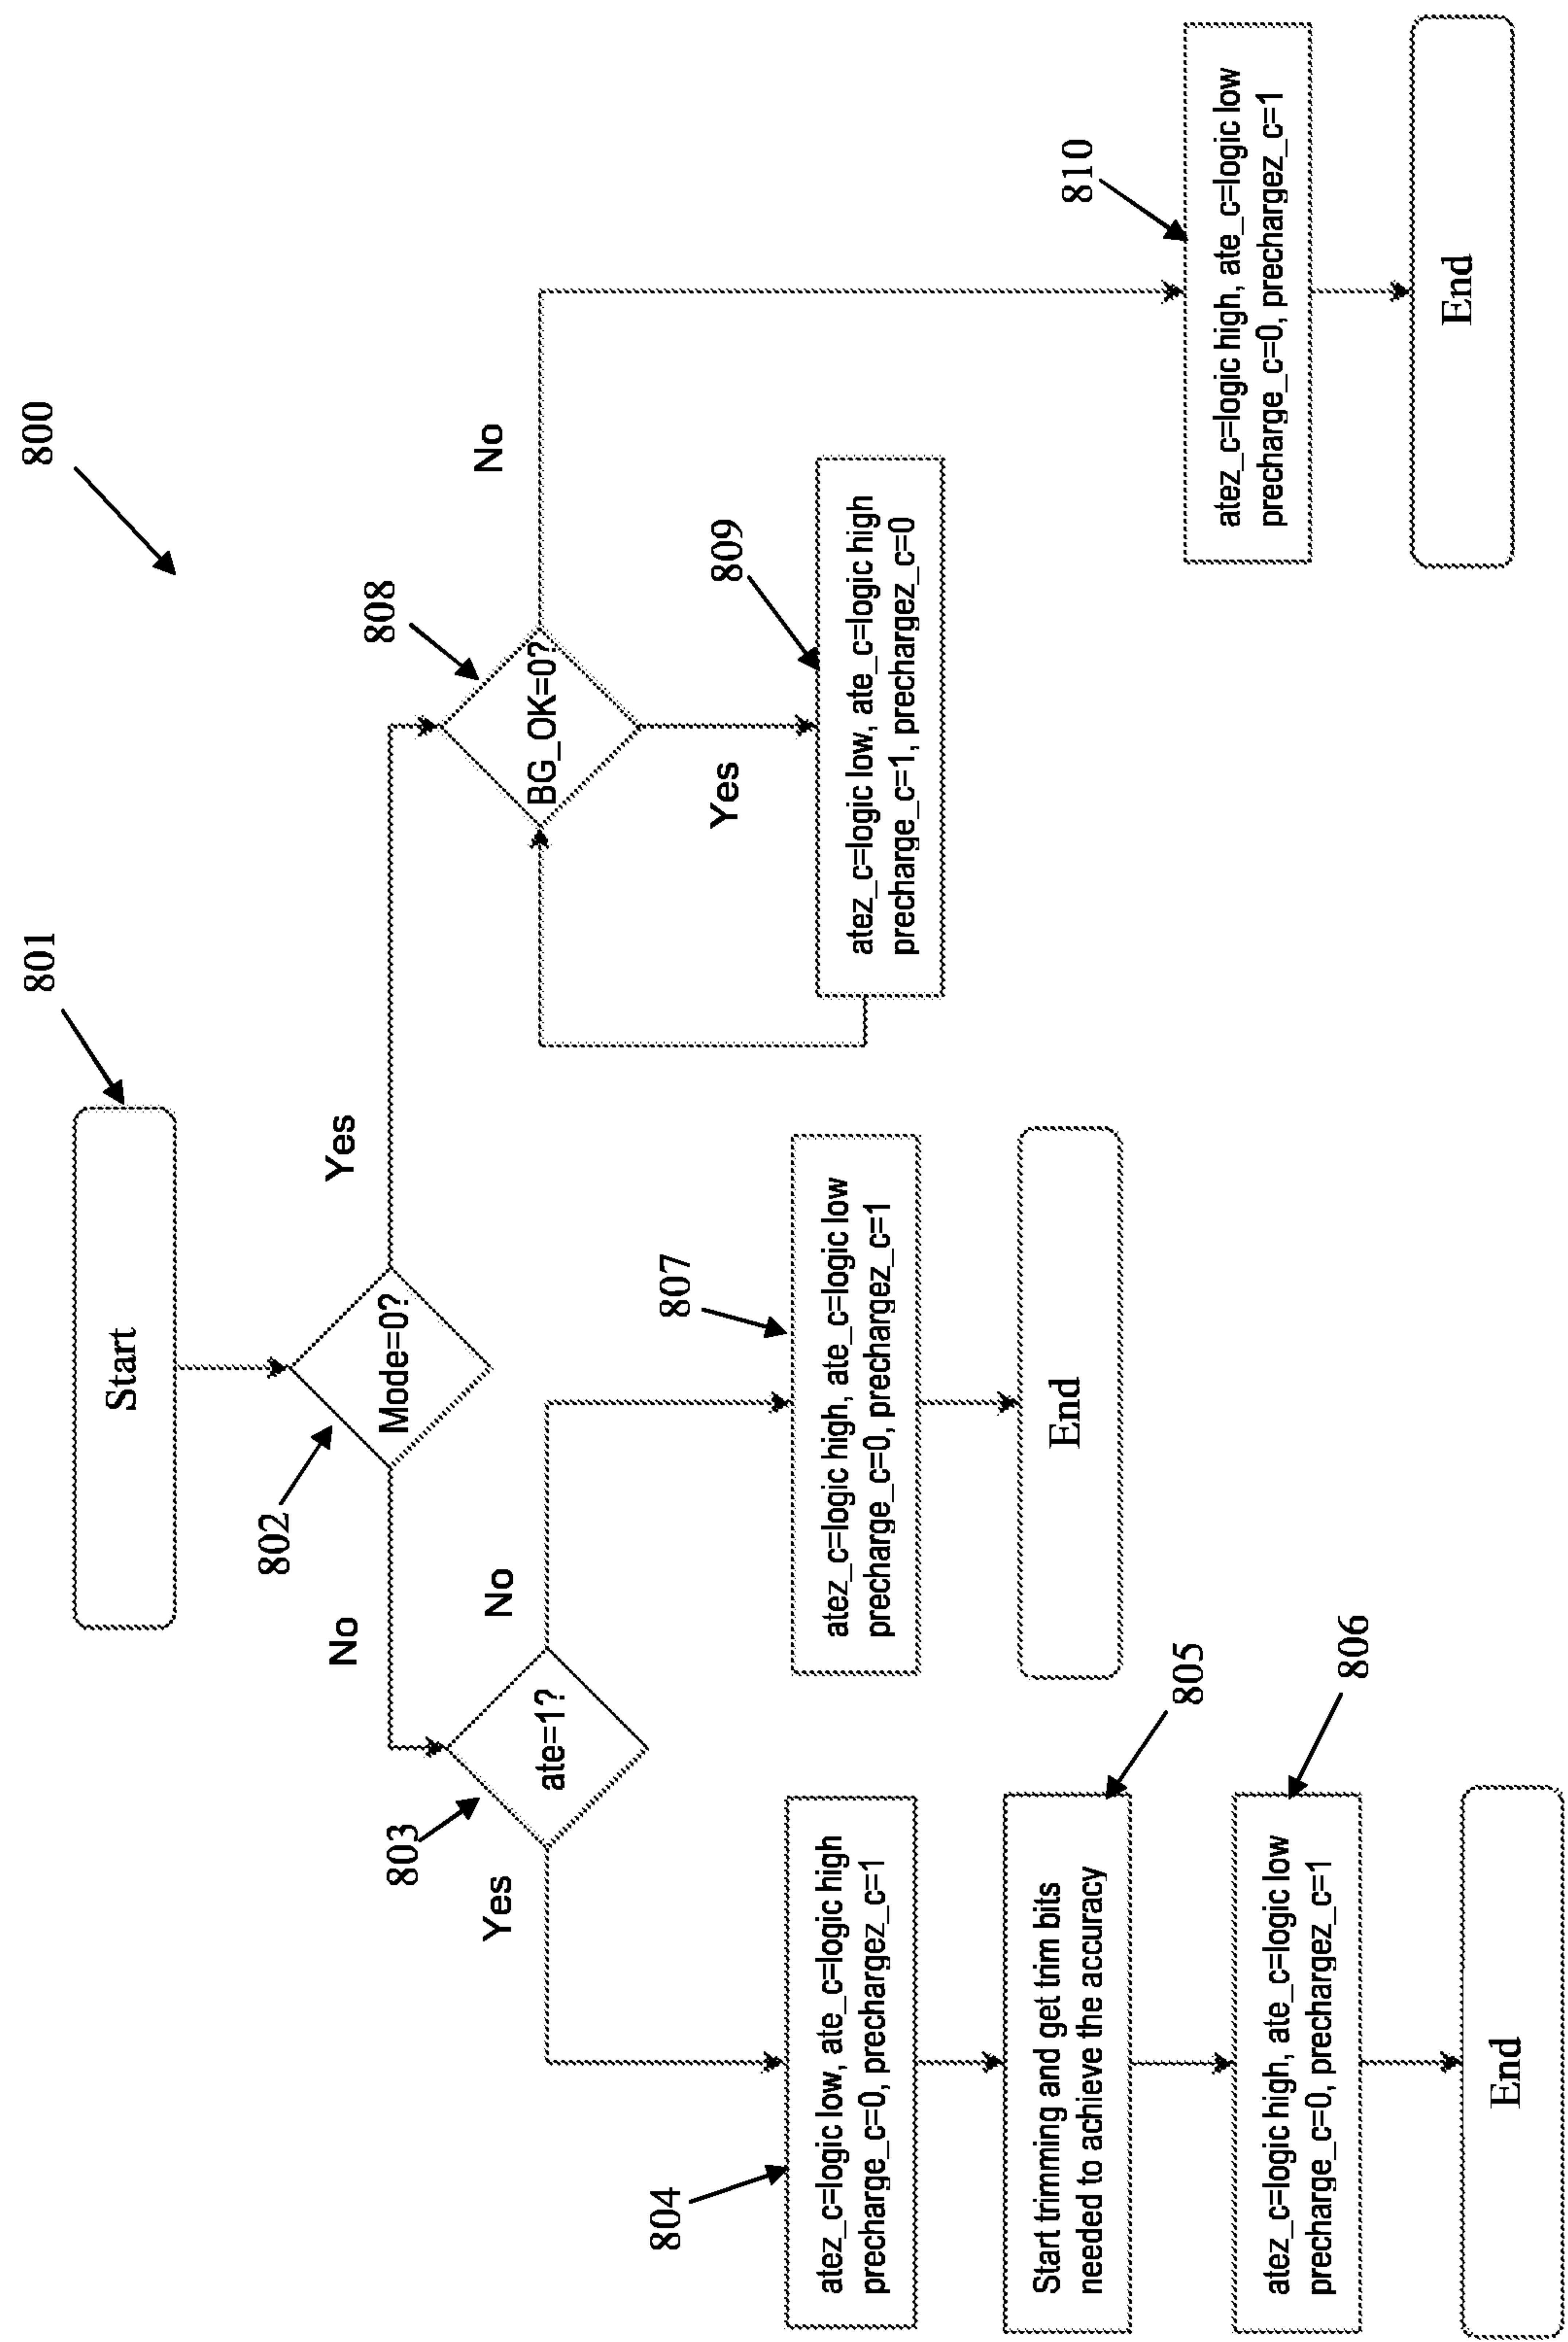 800
801
Start
802
Mode=0?
No
Yes
803
ate=1?
Yes
No
808
BG_OK=0?
No
Yes
804
atez_c=logic low, ate_c=logic high
precharge_c=0, prechargez_c=1
807
atez_c=logic high, ate_c=logic low
precharge_c=0, prechargez_c=1
809
atez_c=logic low, ate_c=logic high
precharge_c=1, prechargez_c=0
805
Start trimming and get trim bits
needed to achieve the accuracy
End
810
atez_c=logic high, ate_c=logic low
precharge_c=0, prechargez_c=1
806
atez_c=logic high, ate_c=logic low
precharge_c=0, prechargez_c=1
End
End